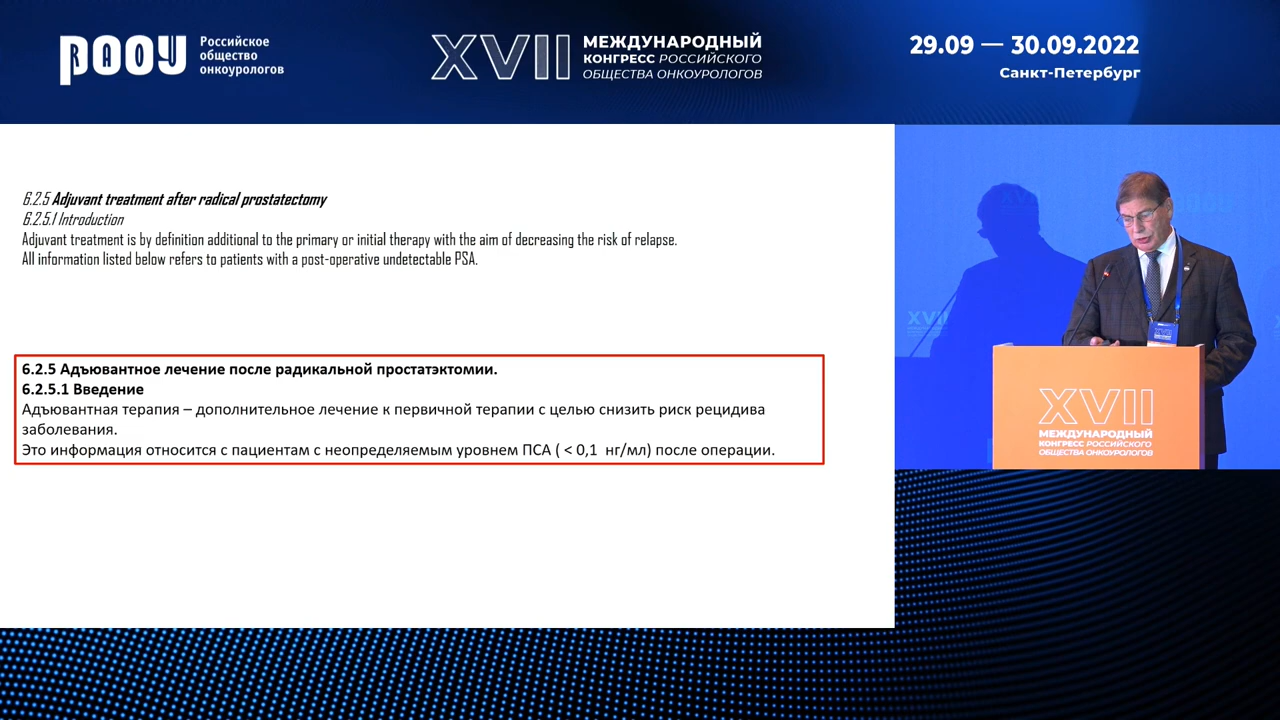 РАОУ
Российское
общество
онкоурологов
XVII
МЕЖДУНАРОДНЫЙ
КОНГРЕСС РОССИЙСКОГО
ОБЩЕСТВА ОНКОУРОЛОГОВ
29.09 — 30.09.2022
Санкт-Петербург
6.2.5 Adjuvant treatment after radical prostatectomy
6.2.5.1 Introduction
Adjuvant treatment is by definition additional to the primary or initial therapy with the aim of decreasing the risk of relapse.
All information listed below refers to patients with a post-operative undetectable PSA.
6.2.5 Адъювантное лечение после радикальной простатэктомии.
6.2.5.1 Введение
Адъювантная терапия – дополнительное лечение к первичной терапии с целью снизить риск рецидива
заболевания.
Это информация относится с пациентам с неопределяемым уровнем ПСА ( < 0,1 нг/мл) после операции.
XVII
МЕЖДУНАРОДНЫЙ
КОНГРЕСС РОССИЙСКОГО
ОБЩЕСТВА ОНКОУРОЛОГОВ